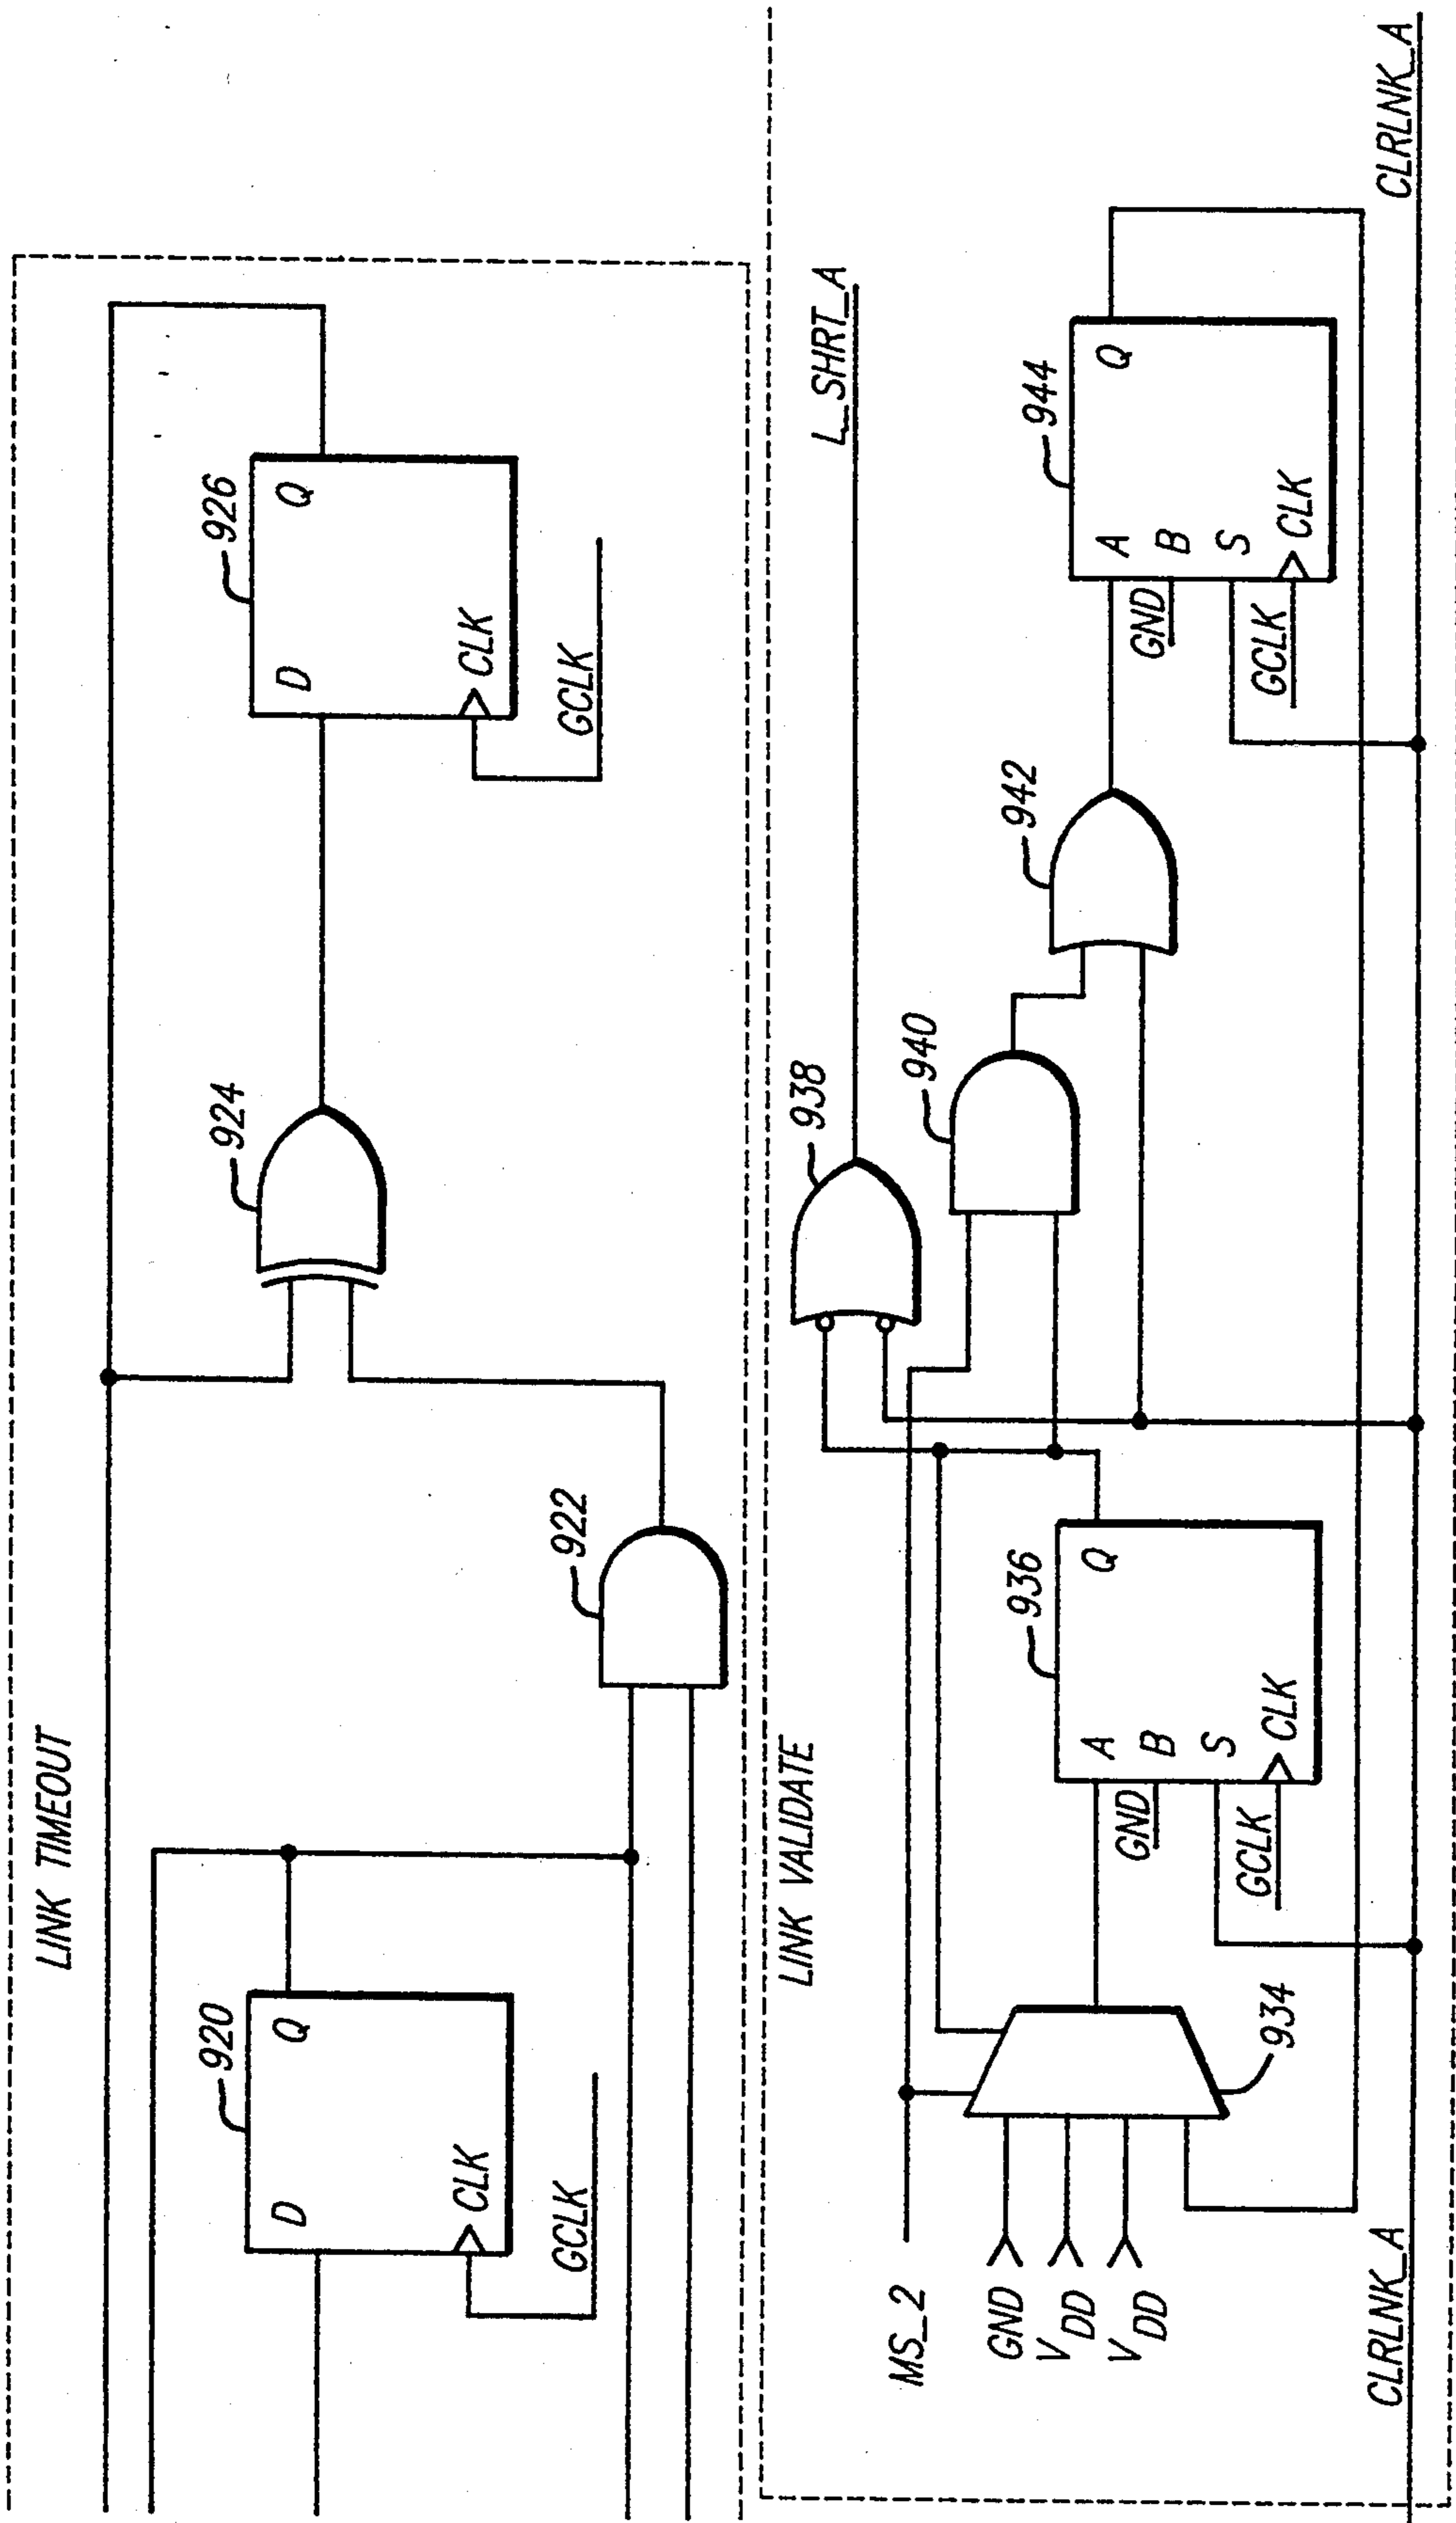 LINK TIMEOUT
920
D
Q
CLK
GCLK
922
924
926
D
Q
CLK
GCLK
LINK VALIDATE
MS_2
GND
V DD
V DD
934
936
A
B
S
CLK
Q
GND
GCLK
938
L_SHRT_A
940
942
944
A
B
S
CLK
Q
GND
GCLK
CLRLNK_A
CLRLNK_A